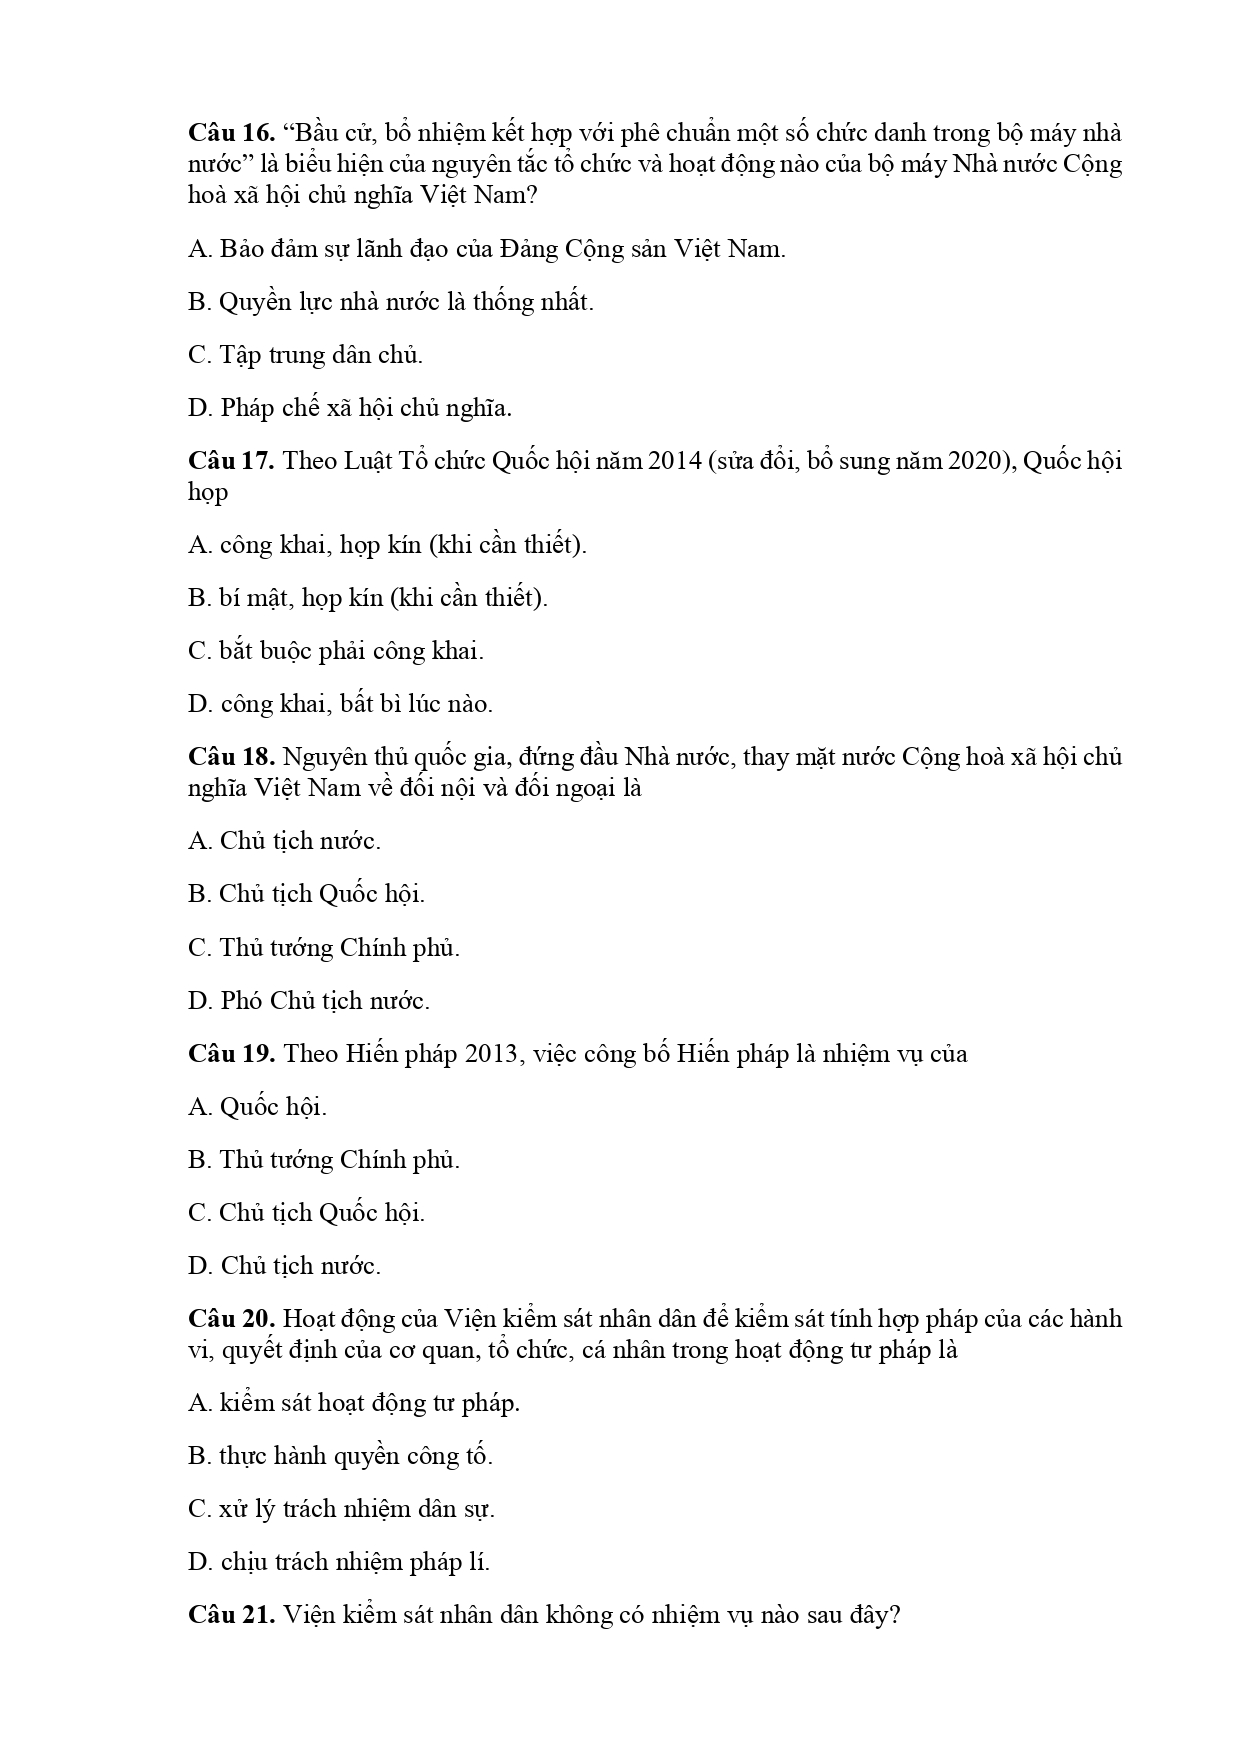 Câu 16. “Bầu cử, bổ nhiệm kết hợp với phê chuẩn một số chức danh trong bộ máy nhà
nước” là biểu hiện của nguyên tắc tổ chức và hoạt động nào của bộ máy Nhà nước Cộng
hoà xã hội chủ nghĩa Việt Nam?
A. Bảo đảm sự lãnh đạo của Đảng Cộng sản Việt Nam.
B. Quyền lực nhà nước là thống nhất.
C. Tập trung dân chủ.
D. Pháp chế xã hội chủ nghĩa.
Câu 17. Theo Luật Tổ chức Quốc hội năm 2014 (sửa đổi, bổ sung năm 2020), Quốc hội
họp
A. công khai, họp kín (khi cần thiết).
B. bí mật, họp kín (khi cần thiết).
C. bắt buộc phải công khai.
D. công khai, bất bì lúc nào.
Câu 18. Nguyên thủ quốc gia, đứng đầu Nhà nước, thay mặt nước Cộng hoà xã hội chủ
nghĩa Việt Nam về đối nội và đối ngoại là
A. Chủ tịch nước.
B. Chủ tịch Quốc hội.
C. Thủ tướng Chính phủ.
D. Phó Chủ tịch nước.
Câu 19. Theo Hiến pháp 2013, việc công bố Hiến pháp là nhiệm vụ của
A. Quốc hội.
B. Thủ tướng Chính phủ.
C. Chủ tịch Quốc hội.
D. Chủ tịch nước.
Câu 20. Hoạt động của Viện kiểm sát nhân dân để kiểm sát tính hợp pháp của các hành
vi, quyết định của cơ quan, tổ chức, cá nhân trong hoạt động tư pháp là
A. kiểm sát hoạt động tư pháp.
B. thực hành quyền công tố.
C. xử lý trách nhiệm dân sự.
D. chịu trách nhiệm pháp lí.
Câu 21. Viện kiểm sát nhân dân không có nhiệm vụ nào sau đây?